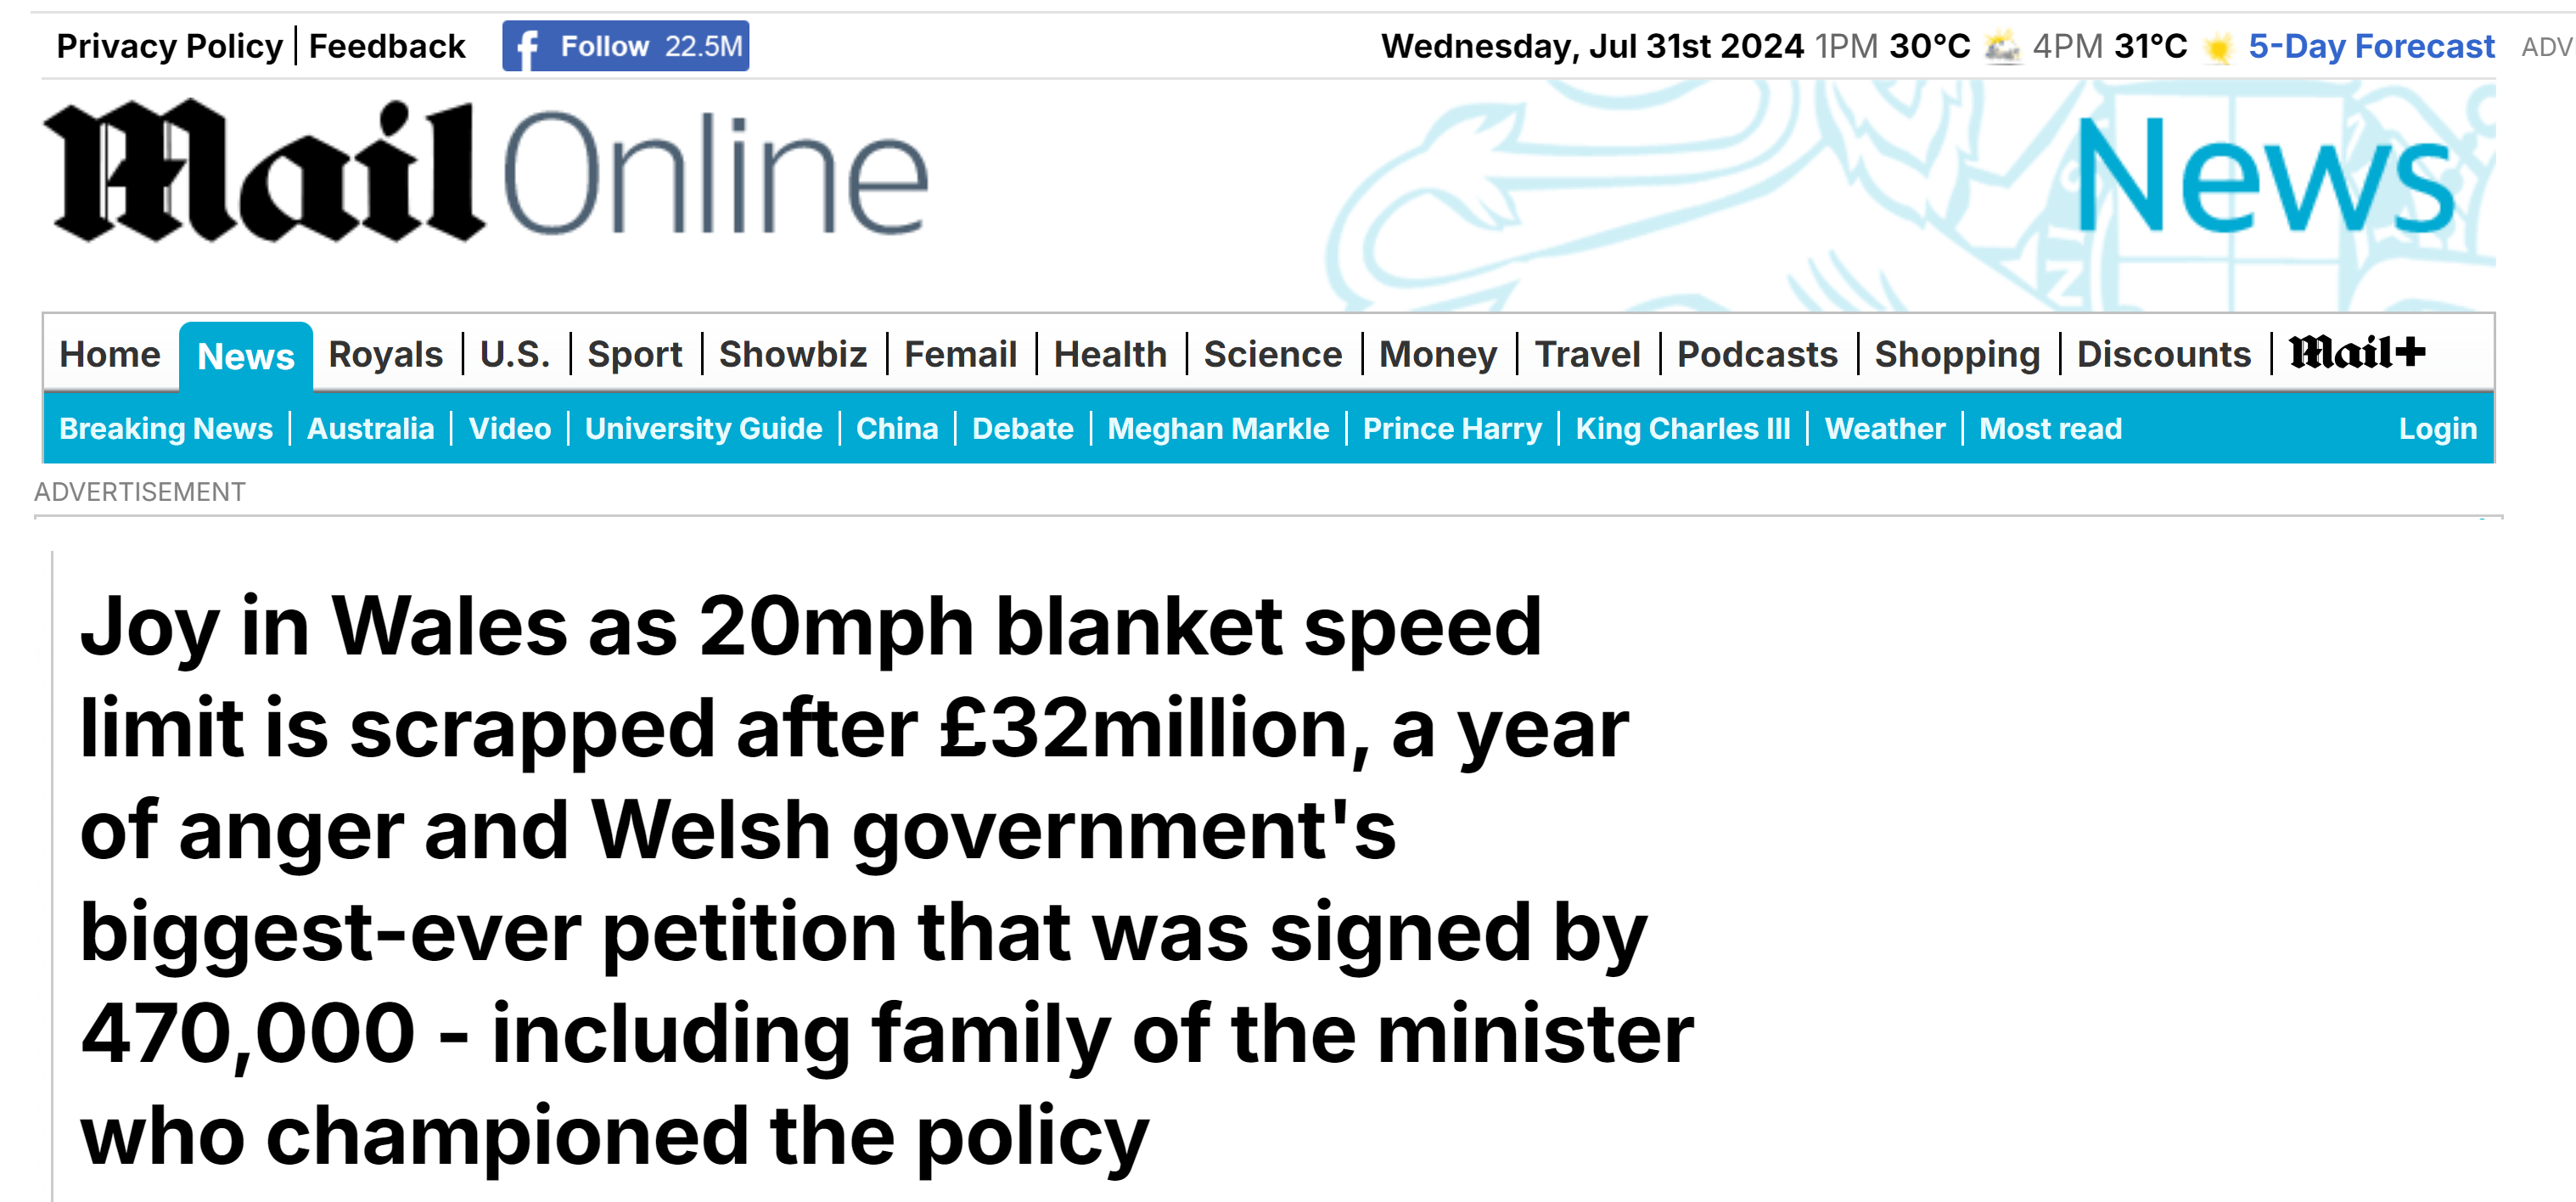 Privacy Policy | Feedback Follow 22.5M Wednesday, Jul 31st 2024 1PM 30°C 4PM 31°C 5-Day Forecast ADV
Mail Online News
Home News Royals | U.S. | Sport | Showbiz | Femail | Health | Science | Money | Travel | Podcasts | Shopping | Discounts | Mail+
Breaking News | Australia | Video | University Guide | China | Debate | Meghan Markle | Prince Harry | King Charles III | Weather | Most read Login
ADVERTISEMENT
Joy in Wales as 20mph blanket speed
limit is scrapped after £32million, a year
of anger and Welsh government's
biggest-ever petition that was signed by
470,000 - including family of the minister
who championed the policy